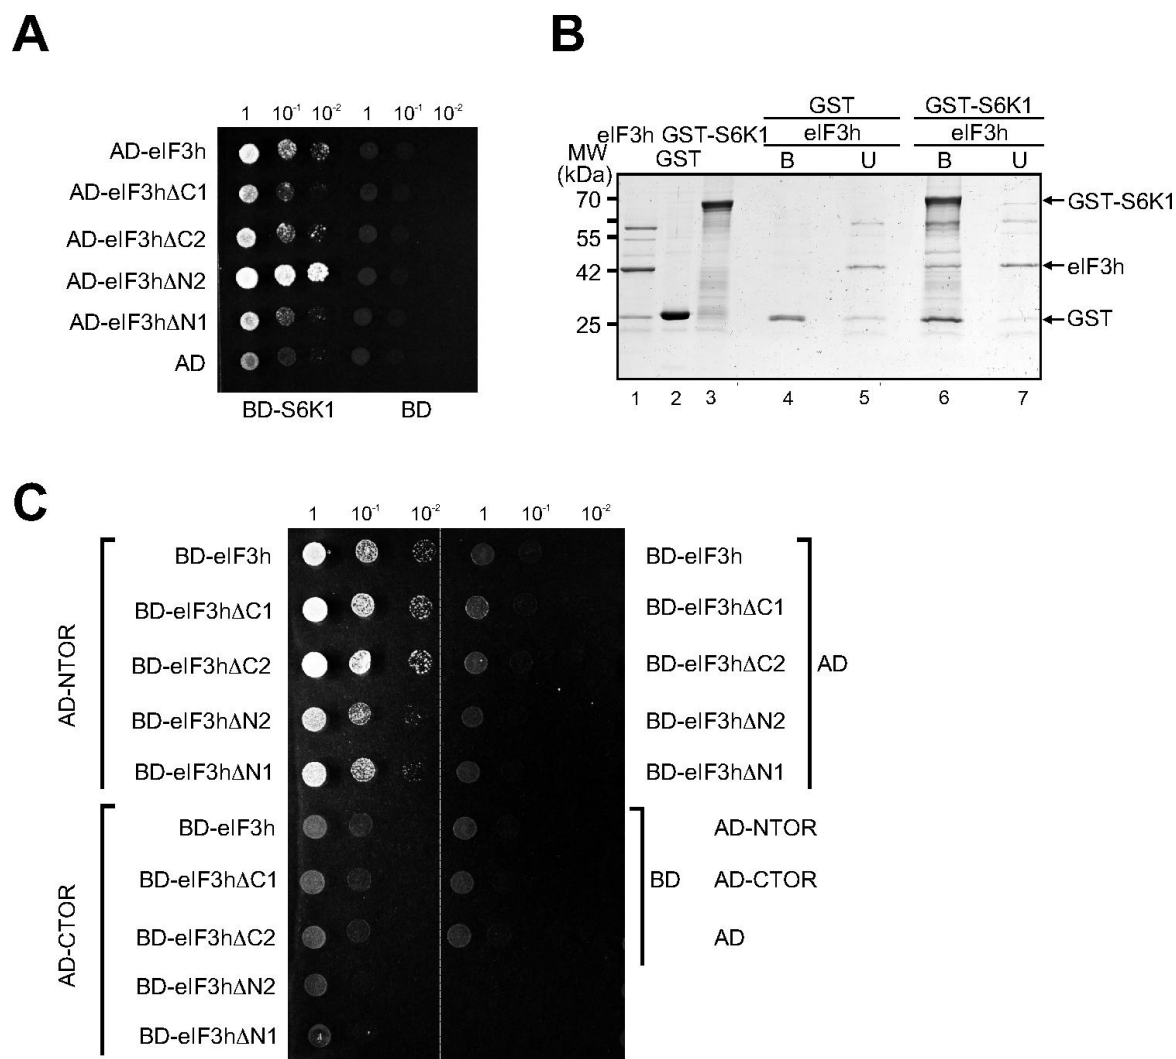 A
1 10⁻¹ 10⁻² 1 10⁻¹ 10⁻²
AD-eIF3h
AD-eIF3hΔC1
AD-eIF3hΔC2
AD-eIF3hΔN2
AD-eIF3hΔN1
AD
BD-S6K1 BD
B
GST GST-S6K1
eIF3h GST-S6K1 eIF3h eIF3h
MW GST B U B U
(kDa)
70 GST-S6K1
55
42 eIF3h
25 GST
1 2 3 4 5 6 7
C
1 10⁻¹ 10⁻² 1 10⁻¹ 10⁻²
AD-NTOR
BD-eIF3h BD-eIF3h
BD-eIF3hΔC1 BD-eIF3hΔC1
BD-eIF3hΔC2 BD-eIF3hΔC2 AD
BD-eIF3hΔN2 BD-eIF3hΔN2
BD-eIF3hΔN1 BD-eIF3hΔN1
AD-CTOR
BD-eIF3h AD-NTOR
BD-eIF3hΔC1 BD AD-CTOR
BD-eIF3hΔC2 AD
BD-eIF3hΔN2
BD-eIF3hΔN1